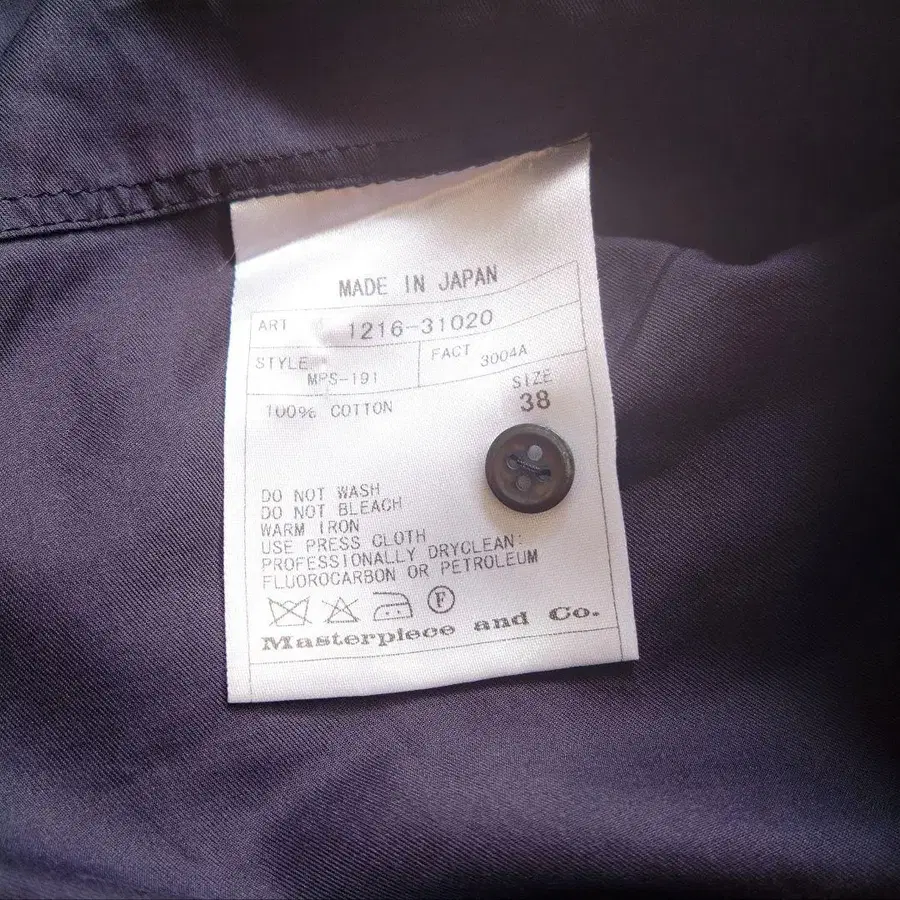 MADE IN JAPAN
ART 1216-31020
STYLE MPS-191 FACT 3004A
100% COTTON SIZE 38
DO NOT WASH
DO NOT BLEACH
WARM IRON
USE PRESS CLOTH
PROFESSIONALLY DRYCLEAN:
FLUOROCARBON OR PETROLEUM
F
Masterpiece and Co.